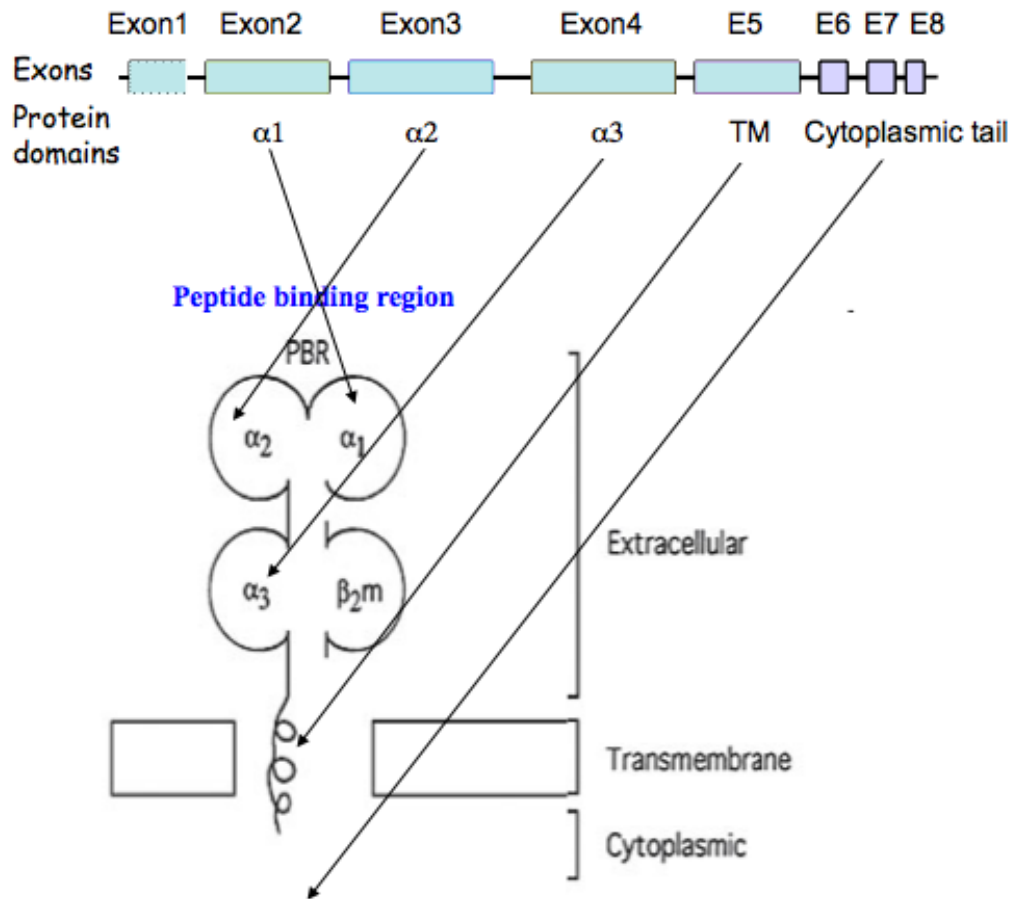 Exon1 Exon2 Exon3 Exon4 E5 E6 E7 E8
Exons
Protein
domains
α1 α2 α3 TM Cytoplasmic tail
Peptide binding region
PBR
α2 α1
Extracellular
α3 β2m
Transmembrane
Cytoplasmic